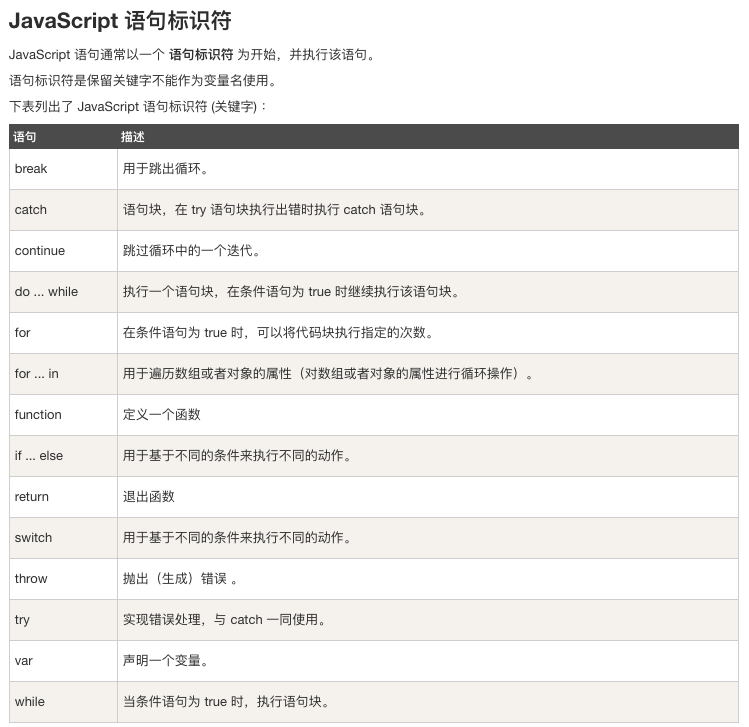 JavaScript 语句标识符
JavaScript 语句通常以一个 语句标识符 为开始，并执行该语句。
语句标识符是保留关键字不能作为变量名使用。
下表列出了 JavaScript 语句标识符 (关键字)：
语句 描述
break 用于跳出循环。
catch 语句块，在 try 语句块执行出错时执行 catch 语句块。
continue 跳过循环中的一个迭代。
do ... while 执行一个语句块，在条件语句为 true 时继续执行该语句块。
for 在条件语句为 true 时，可以将代码块执行指定的次数。
for ... in 用于遍历数组或者对象的属性（对数组或者对象的属性进行循环操作）。
function 定义一个函数
if ... else 用于基于不同的条件来执行不同的动作。
return 退出函数
switch 用于基于不同的条件来执行不同的动作。
throw 抛出（生成）错误 。
try 实现错误处理，与 catch 一同使用。
var 声明一个变量。
while 当条件语句为 true 时，执行语句块。